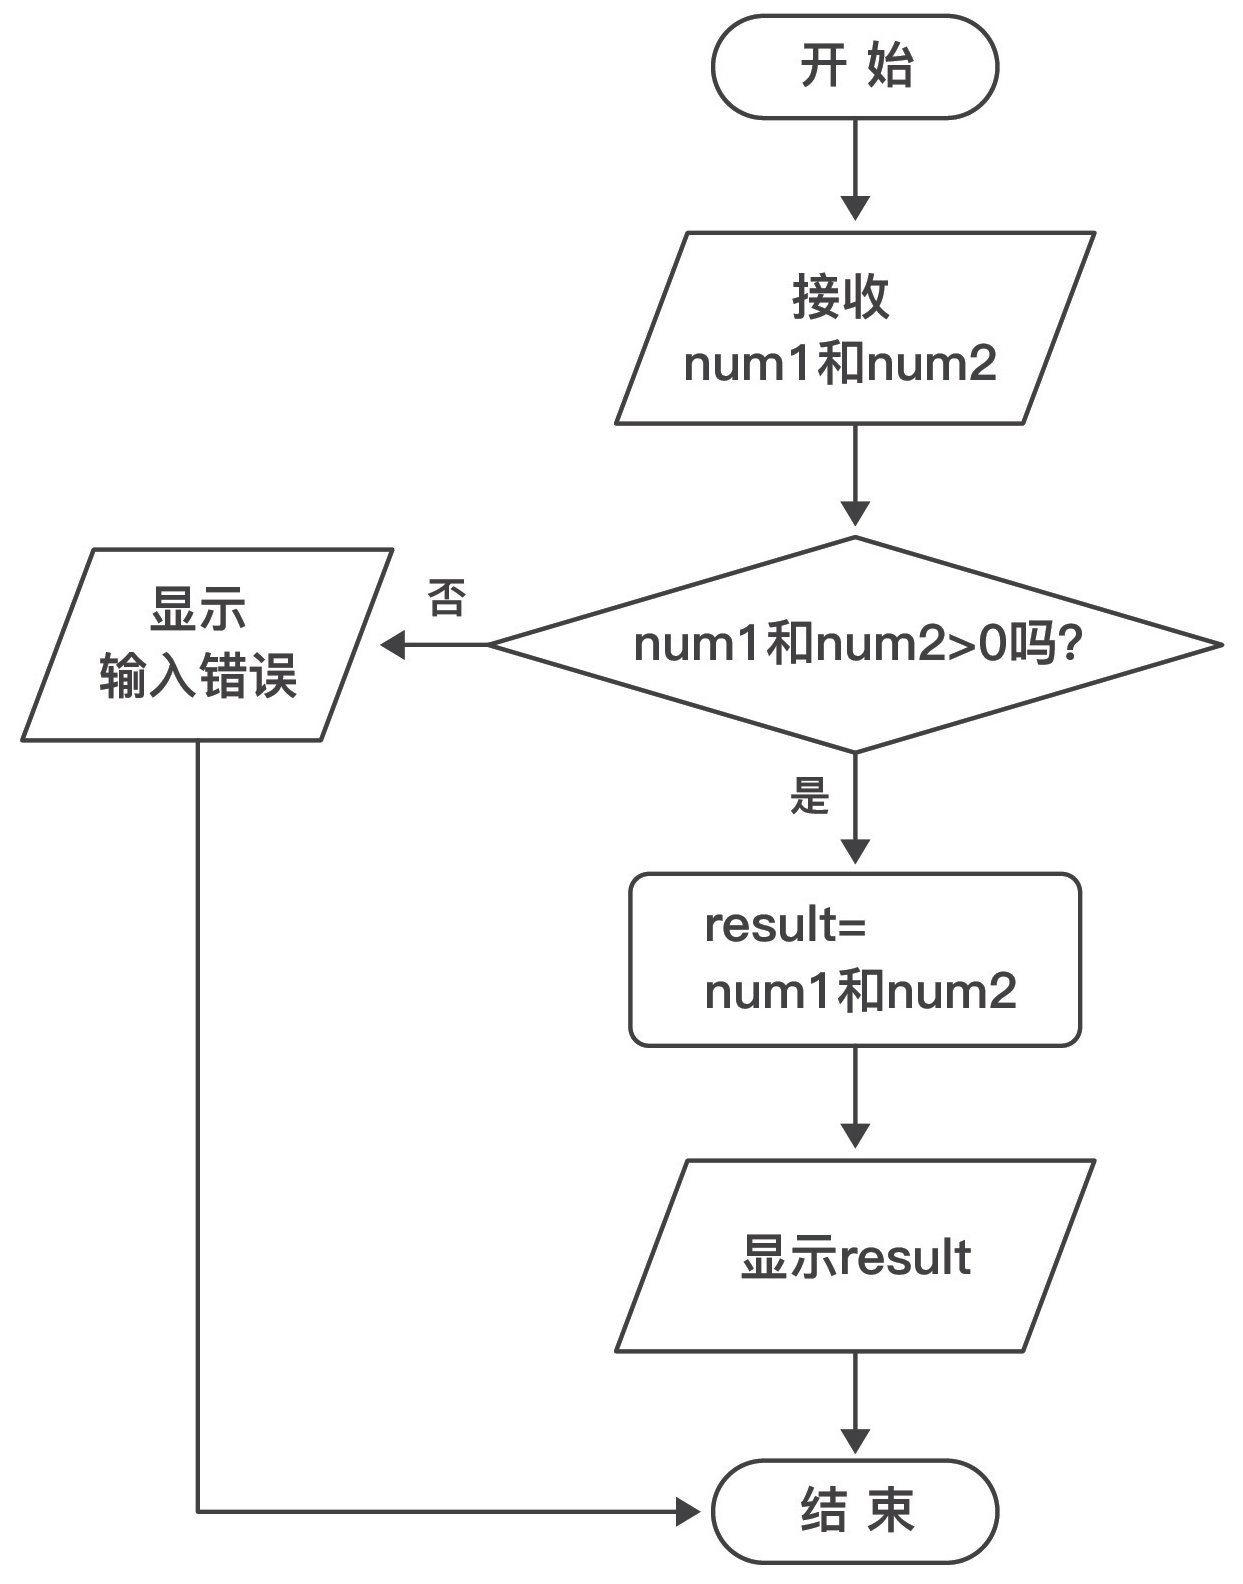 开 始
接收
num1和num2
num1和num2>0吗?
否
显示
输入错误
是
result=
num1和num2
显示result
结 束